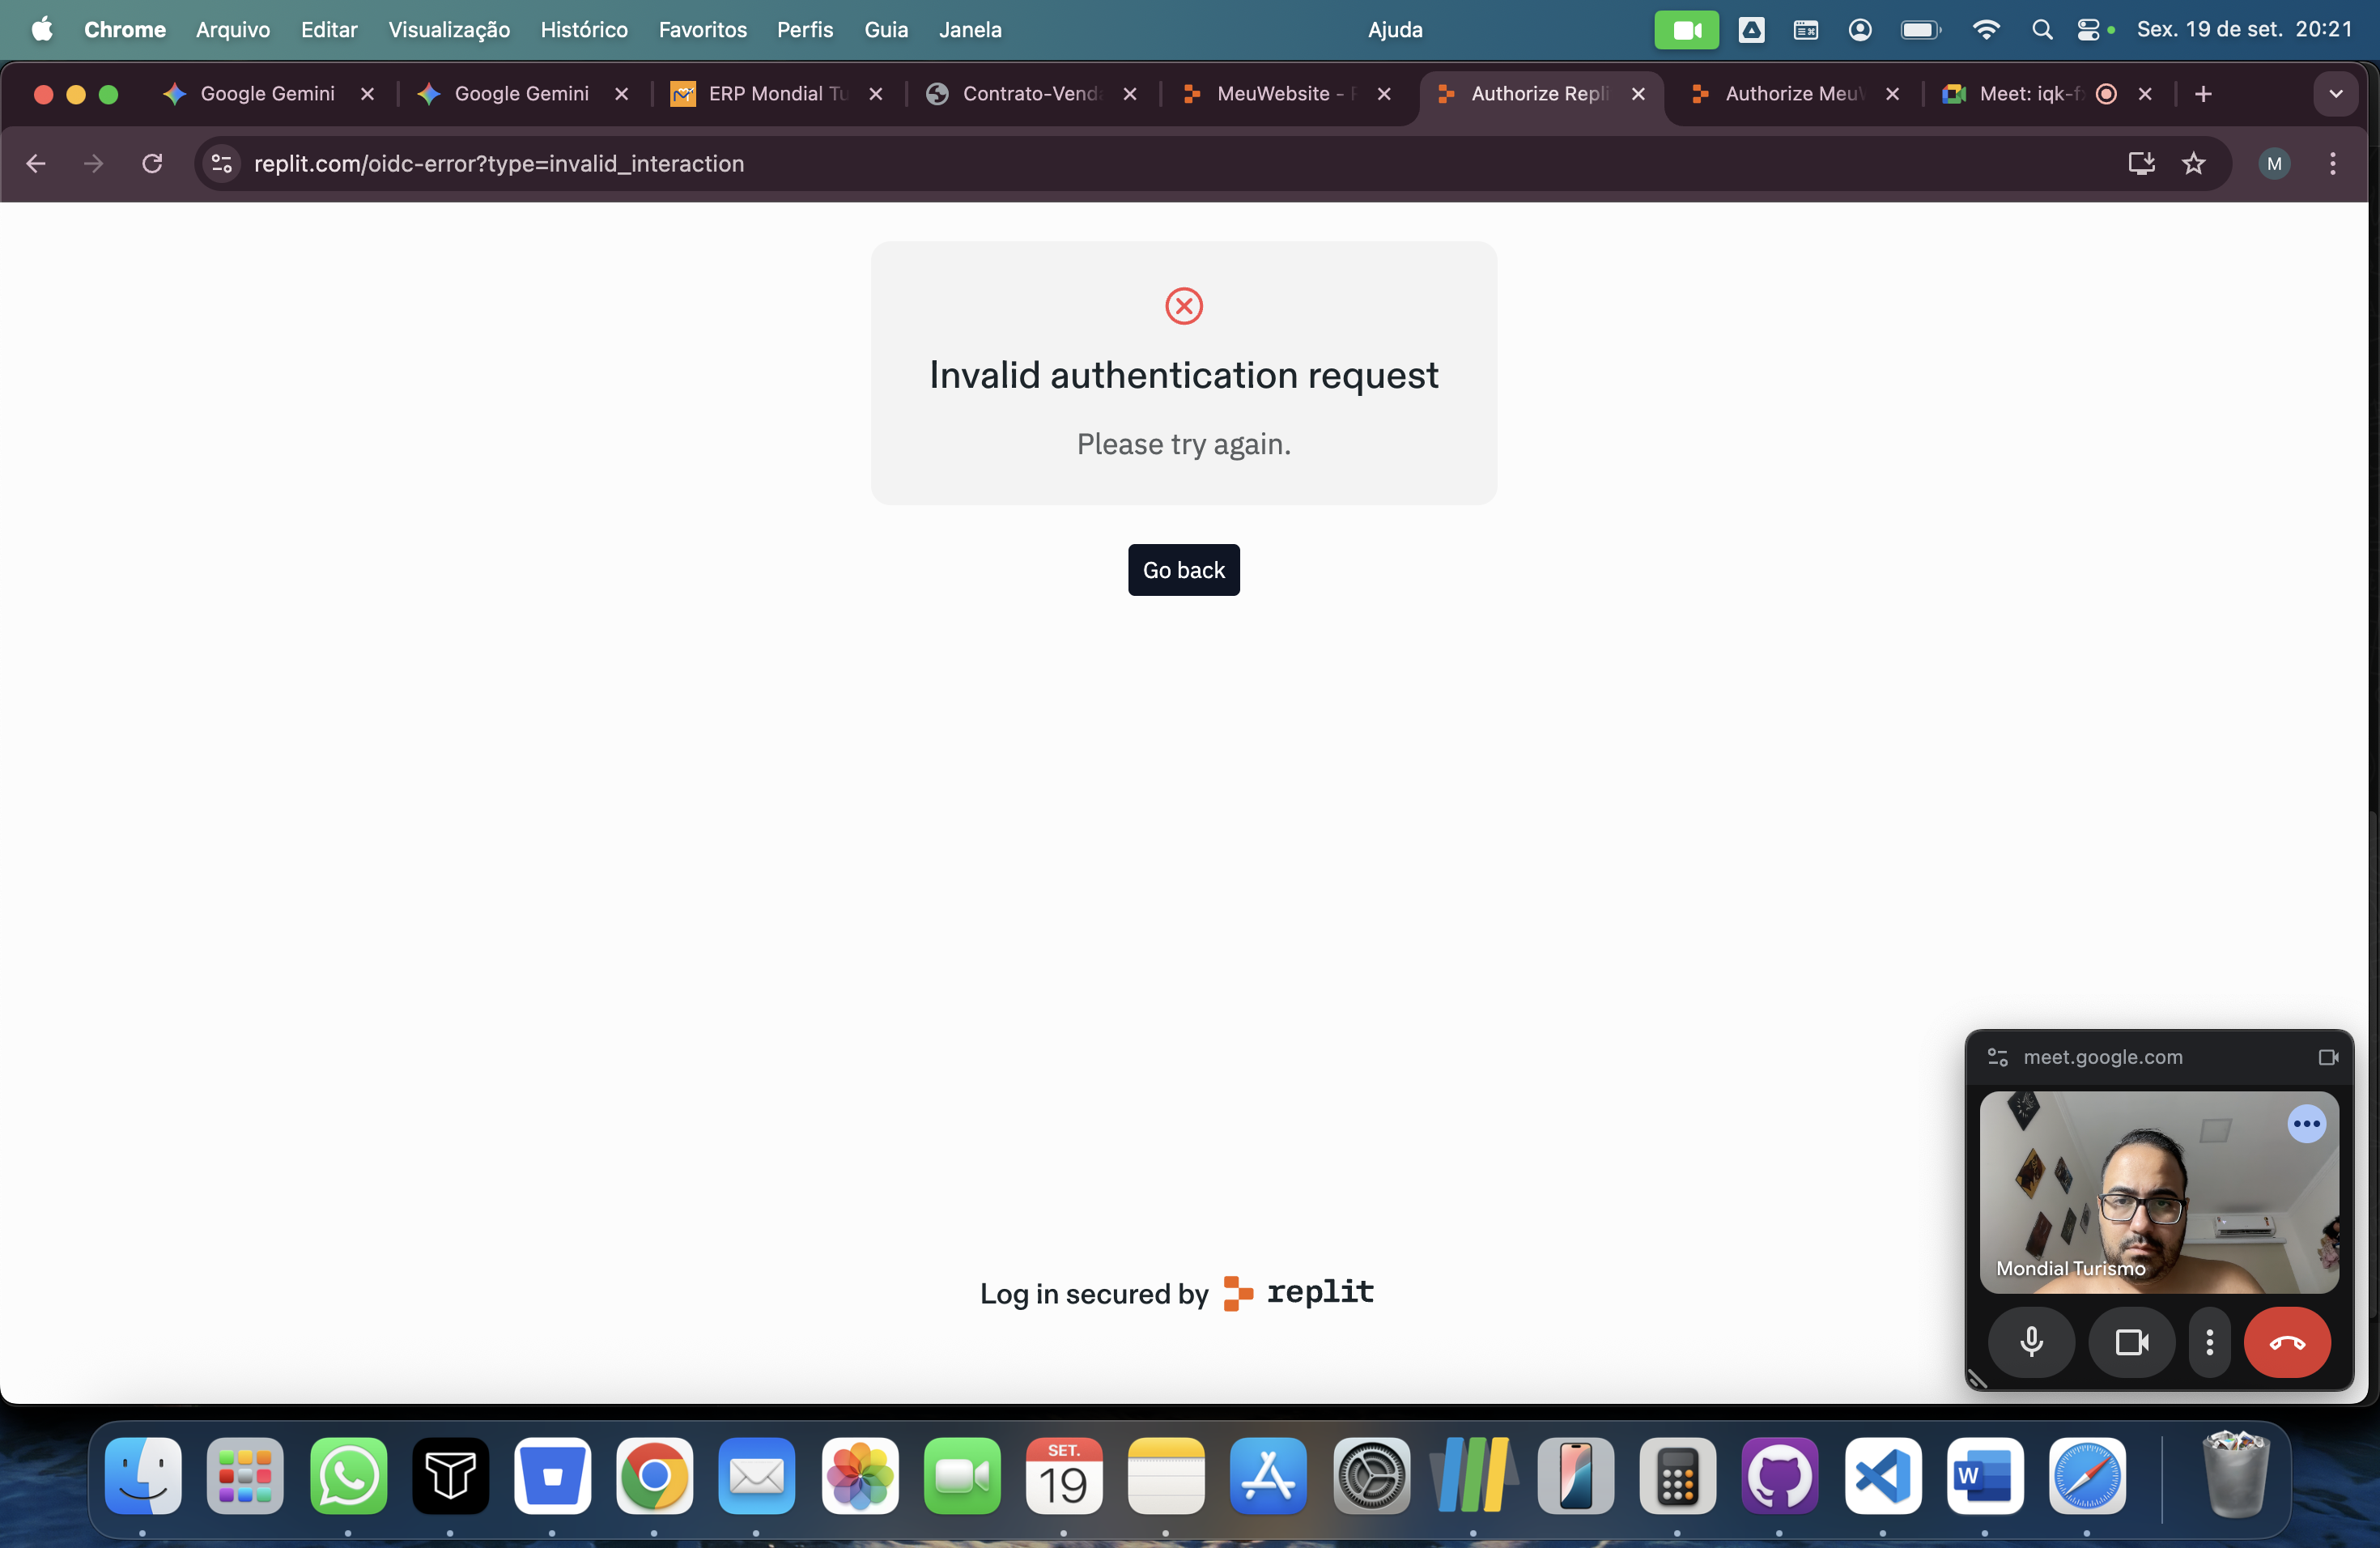 Chrome Arquivo Editar Visualização Histórico Favoritos Perfis Guia Janela Ajuda Sex. 19 de set. 20:21
Google Gemini Google Gemini ERP Mondial Tu Contrato-Vend MeuWebsite - Authorize Repli Authorize Meu Meet: iqk-f
replit.com/oidc-error?type=invalid_interaction M
Invalid authentication request
Please try again.
Go back
meet.google.com
Mondial Turismo
Log in secured by replit
SET.
19
W